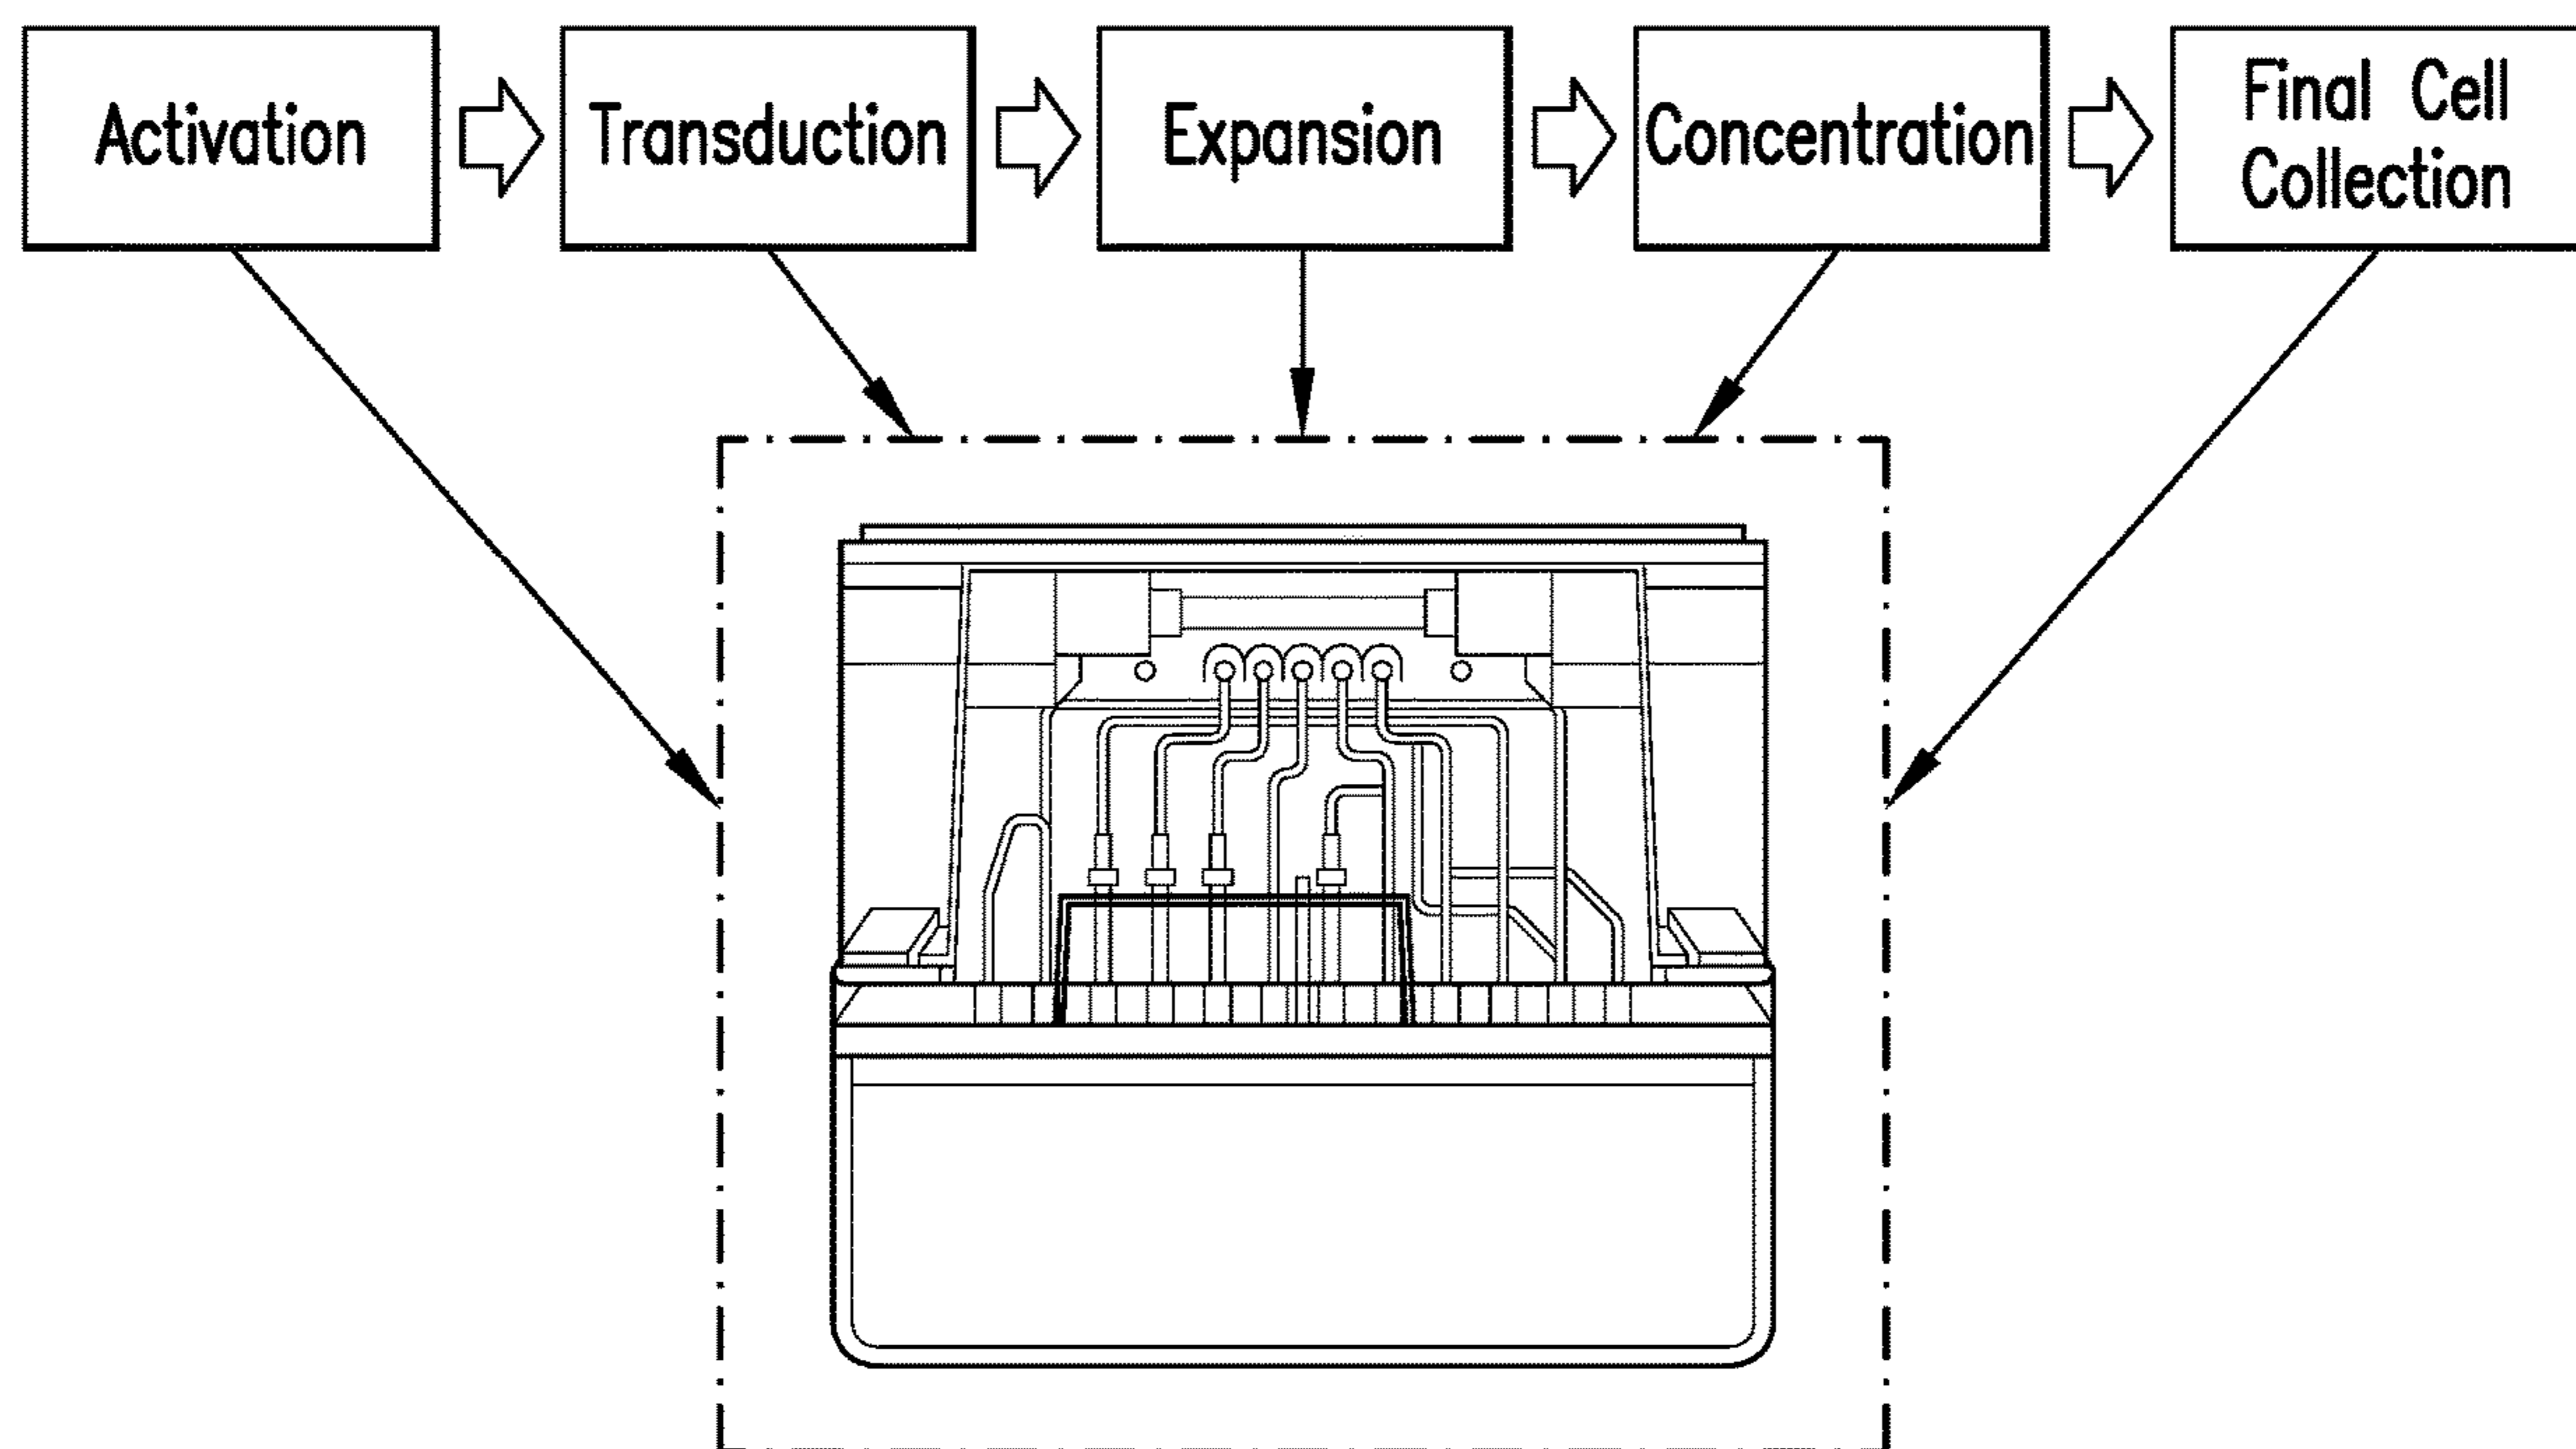 Activation
Transduction
Expansion
Concentration
Final Cell
Collection